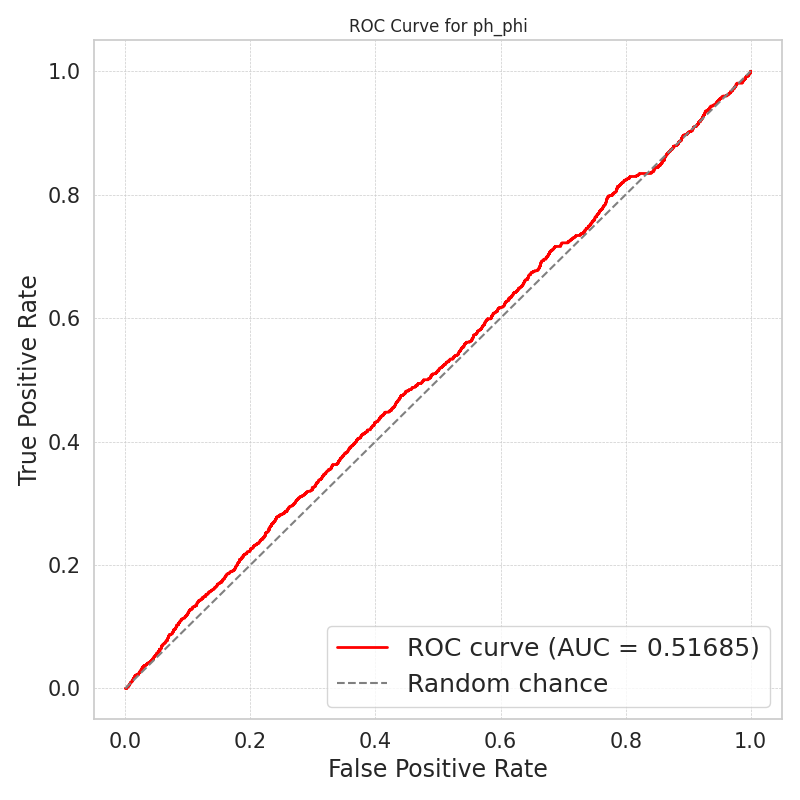 ROC Curve for ph_phi
1.0
0.8
0.6
0.4
0.2
0.0
True Positive Rate
ROC curve (AUC = 0.51685)
Random chance
0.0 0.2 0.4 0.6 0.8 1.0
False Positive Rate